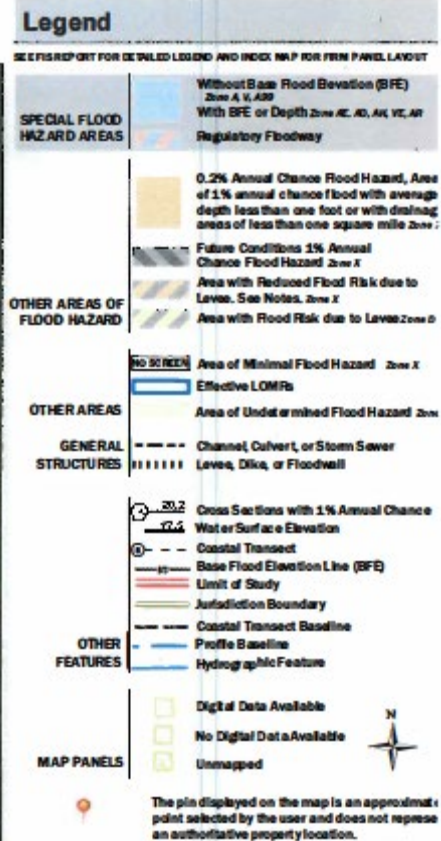 Legend
SEE FIS REPORT FOR DETAILED LEGEND AND INDEX MAP FOR FIRM PANEL LAYOUT
SPECIAL FLOOD
HAZARD AREAS
Without Base Flood Elevation (BFE)
Zone A, V, A99
With BFE or Depth Zone AE, AO, AH, VE, AR
Regulatory Floodway
OTHER AREAS OF
FLOOD HAZARD
0.2% Annual Chance Flood Hazard, Area
of 1% annual chance flood with average
depth less than one foot or with drainag
areas of less than one square mile Zone
Future Conditions 1% Annual
Chance Flood Hazard Zone X
Area with Reduced Flood Risk due to
Levee. See Notes. Zone X
Area with Flood Risk due to Levee Zone D
OTHER AREAS
NO SCREEN Area of Minimal Flood Hazard Zone X
Effective LOMRs
Area of Undetermined Flood Hazard Zone
GENERAL
STRUCTURES
Channel, Culvert, or Storm Sewer
Levee, Dike, or Floodwall
OTHER
FEATURES
20.2 Cross Sections with 1% Annual Chance
17.5 Water Surface Elevation
Coastal Transect
Base Flood Elevation Line (BFE)
Limit of Study
Jurisdiction Boundary
Coastal Transect Baseline
Profile Baseline
Hydrographic Feature
MAP PANELS
Digital Data Available
No Digital Data Available
Unmapped
N
The pin displayed on the map is an approximate
point selected by the user and does not represe
an authoritative property location.